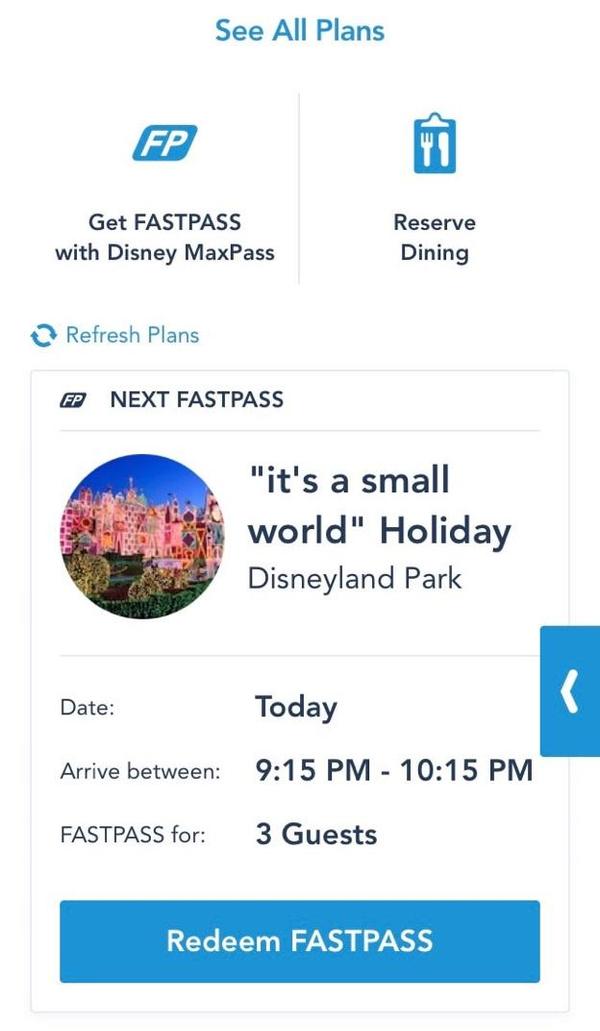 See All Plans
FP
Get FASTPASS
with Disney MaxPass
Reserve
Dining
Refresh Plans
FP NEXT FASTPASS
"it's a small
world" Holiday
Disneyland Park
Date: Today
Arrive between: 9:15 PM - 10:15 PM
FASTPASS for: 3 Guests
Redeem FASTPASS